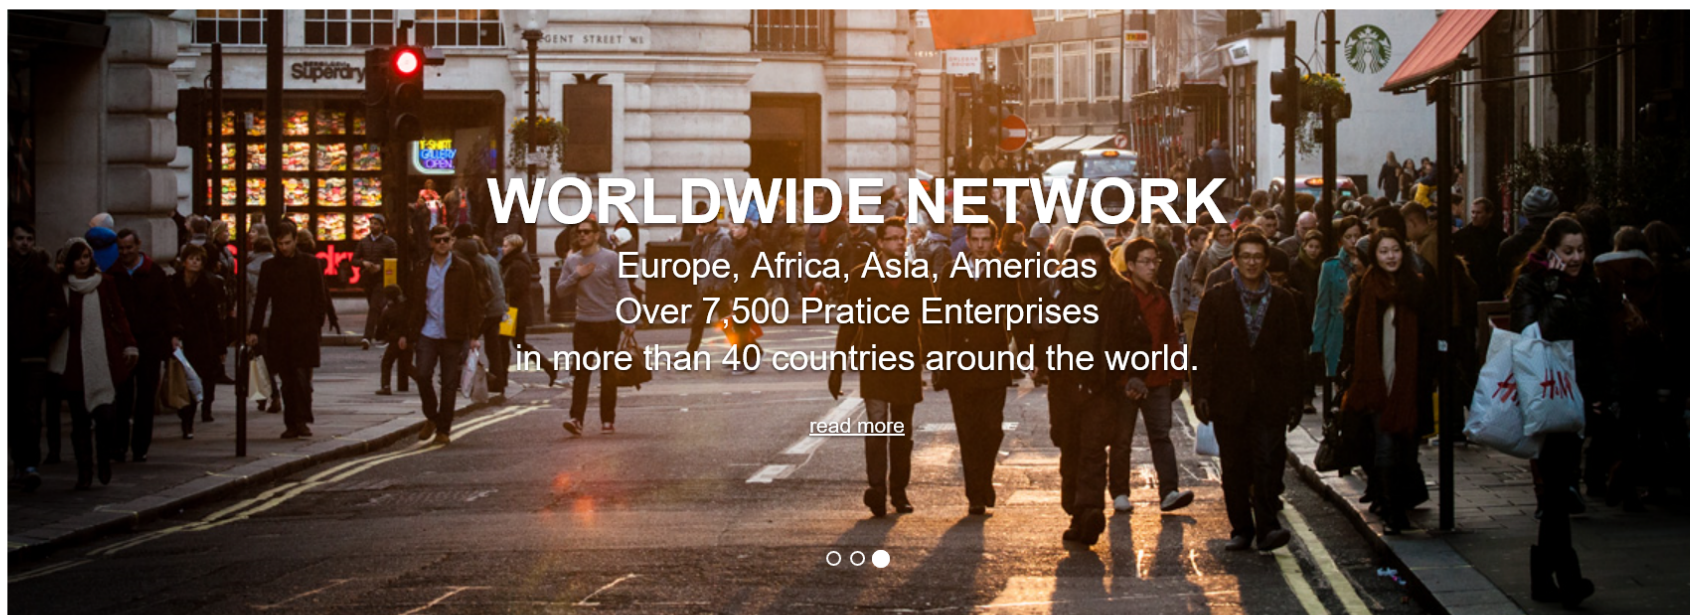 GENT STREET W1
Superdry
T-SHIRT
GALLERY
OPEN
WORLDWIDE NETWORK
Europe, Africa, Asia, Americas
Over 7,500 Pratice Enterprises
in more than 40 countries around the world.
H&M
H&M
read more